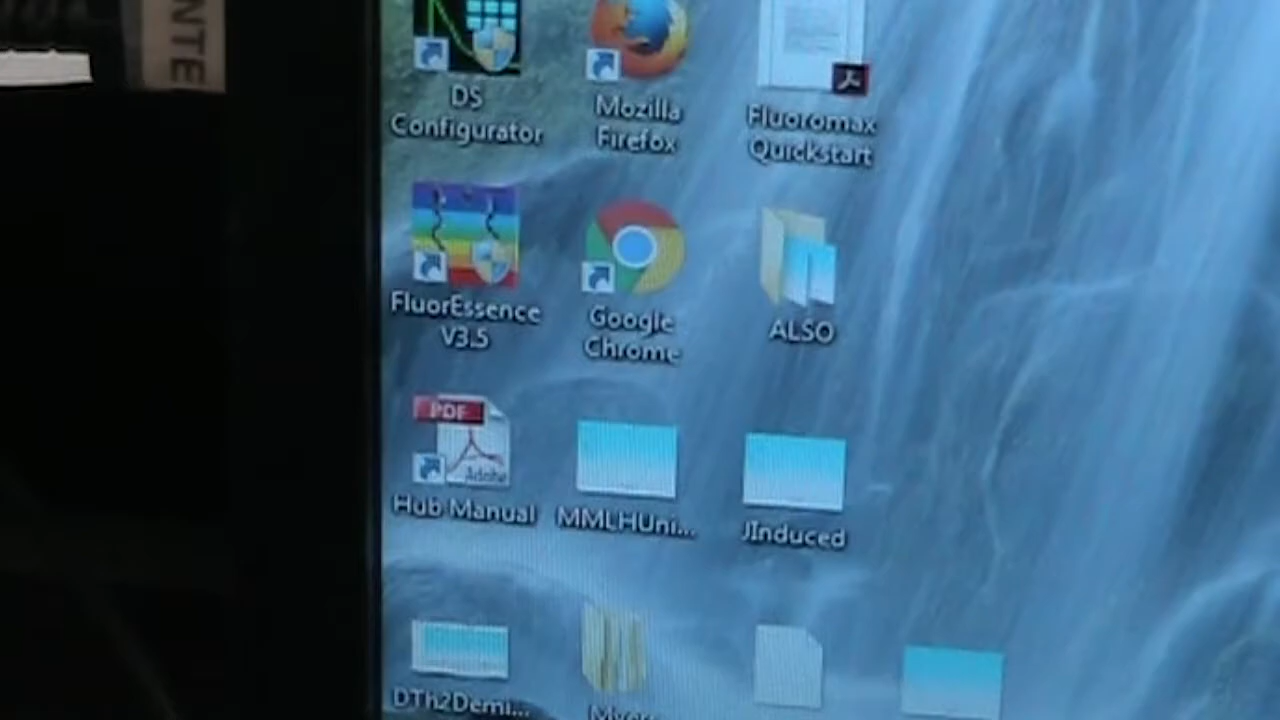 DS
Configurator
Mozilla
Firefox
Fluoromax
Quickstart
FluorEssence
V3.5
Google
Chrome
ALSO
PDF
Adobe
Hub Manual
MMLHUni...
JInduced
DTh2Demi...
Myers
NTE